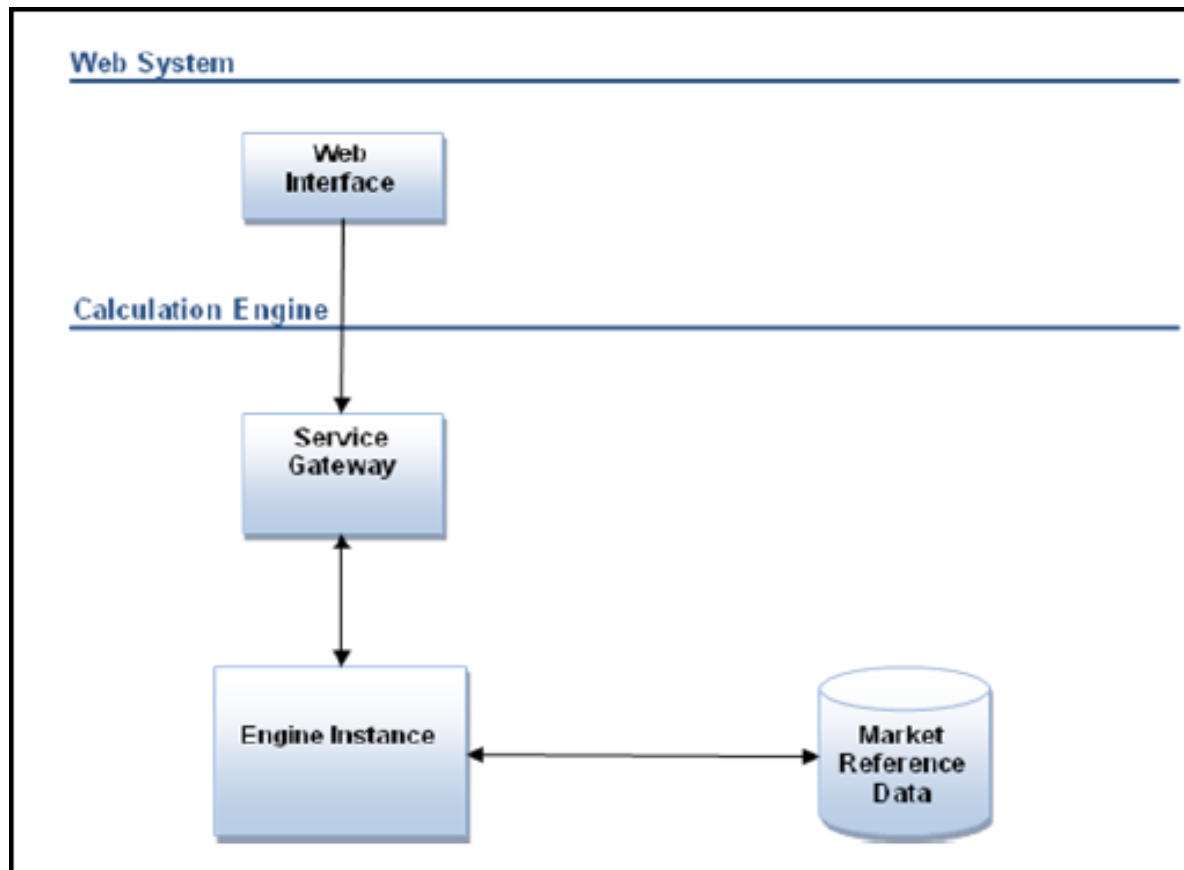 Web System
Web
Interface
Calculation Engine
Service
Gateway
Engine Instance
Market
Reference
Data